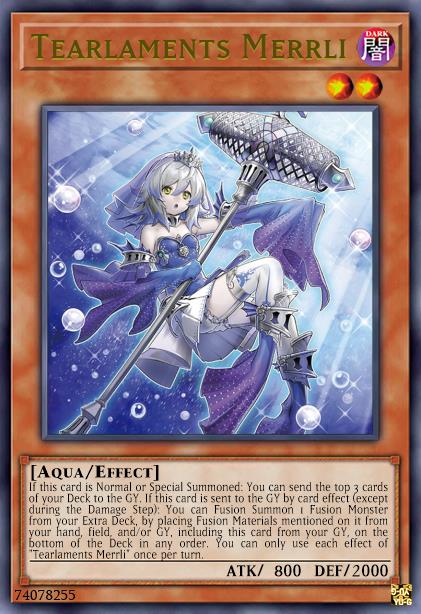 Tearlaments Merrli
DARK
闇
[Aqua/Effect]
If this card is Normal or Special Summoned: You can send the top 3 cards
of your Deck to the GY. If this card is sent to the GY by card effect (except
during the Damage Step): You can Fusion Summon 1 Fusion Monster
from your Extra Deck, by placing Fusion Materials mentioned on it from
your hand, field, and/or GY, including this card from your GY, on the
bottom of the Deck in any order. You can only use each effect of
"Tearlaments Merrli" once per turn.
ATK/ 800 DEF/2000
74078255